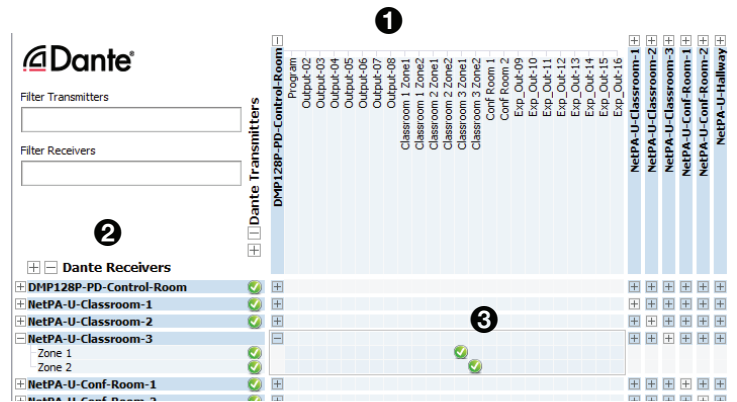 1
Dante®
Filter Transmitters
Filter Receivers
Dante Transmitters
DMP128P-PD-Control-Room
Program
Output-02
Output-03
Output-04
Output-05
Output-06
Output-07
Output-08
Classroom 1 Zone1
Classroom 1 Zone2
Classroom 2 Zone1
Classroom 2 Zone2
Classroom 3 Zone1
Classroom 3 Zone2
Conf Room 1
Conf Room 2
Exp_Out-09
Exp_Out-10
Exp_Out-11
Exp_Out-12
Exp_Out-13
Exp_Out-14
Exp_Out-15
Exp_Out-16
NetPA-U-Classroom-1
NetPA-U-Classroom-2
NetPA-U-Classroom-3
NetPA-U-Conf-Room-1
NetPA-U-Conf-Room-2
NetPA-U-Hallway
2
Dante Receivers
DMP128P-PD-Control-Room
NetPA-U-Classroom-1
NetPA-U-Classroom-2
3
NetPA-U-Classroom-3
Zone 1
Zone 2
NetPA-U-Conf-Room-1
NetPA-U-Conf-Room-2